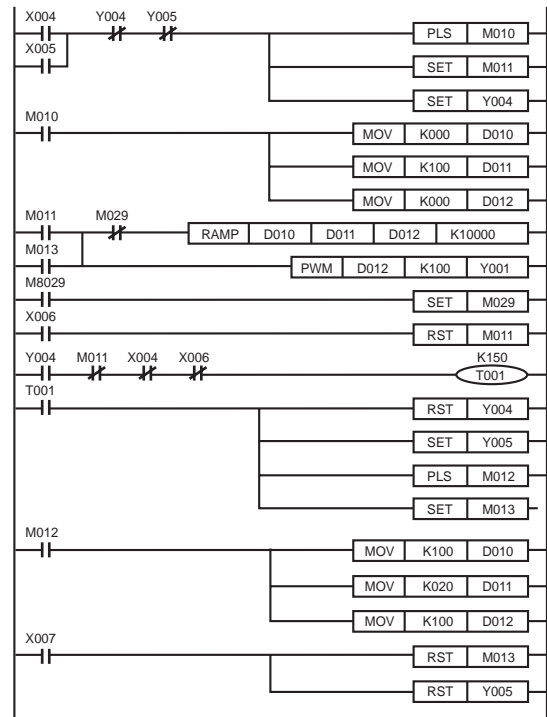 X004 Y004 Y005
PLS M010
X005
SET M011
SET Y004
M010
MOV K000 D010
MOV K100 D011
MOV K000 D012
M011 M029
RAMP D010 D011 D012 K10000
M013
PWM D012 K100 Y001
M8029
SET M029
X006
RST M011
Y004 M011 X004 X006 K150
T001
T001
RST Y004
SET Y005
PLS M012
SET M013
M012
MOV K100 D010
MOV K020 D011
MOV K100 D012
X007
RST M013
RST Y005